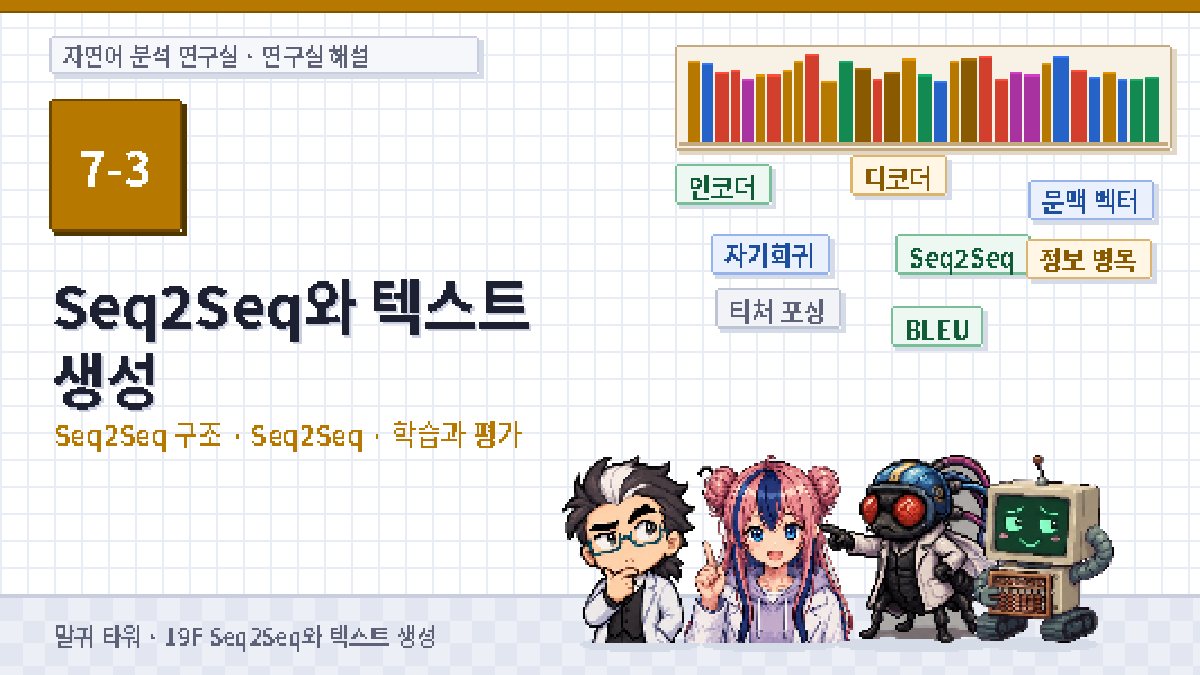 자연어 분석 연구실 · 연구실 해설
7-3
Seq2Seq와 텍스트
생성
Seq2Seq 구조 · Seq2Seq · 학습과 평가
인코더
디코더
문맥 벡터
자기회귀
Seq2Seq
정보 병목
티처 포싱
BLEU
말귀 타워 · 19F Seq2Seq와 텍스트 생성